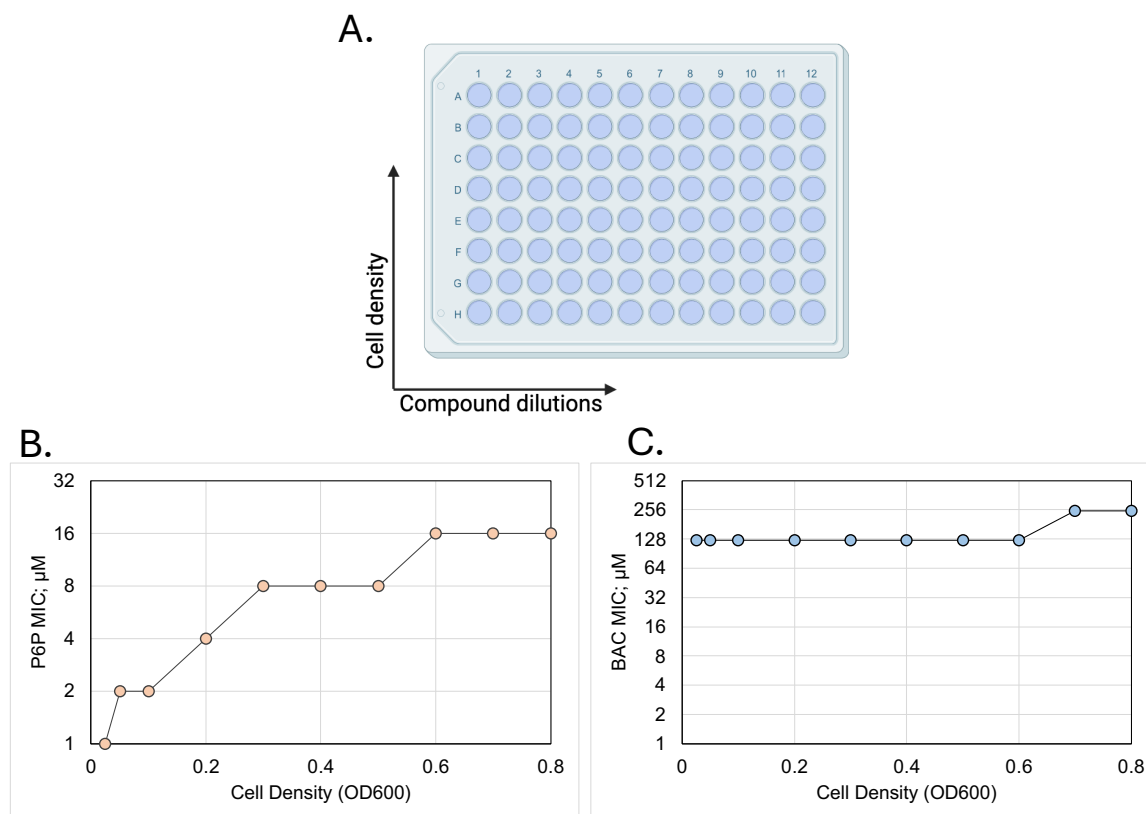 A.
1 2 3 4 5 6 7 8 9 10 11 12
A
B
C
D
E
F
G
H
Cell density
Compound dilutions
B.
P6P MIC; µM
32
16
8
4
2
1
0 0.2 0.4 0.6 0.8
Cell Density (OD600)
C.
BAC MIC; µM
512
256
128
64
32
16
8
4
2
1
0 0.2 0.4 0.6 0.8
Cell Density (OD600)